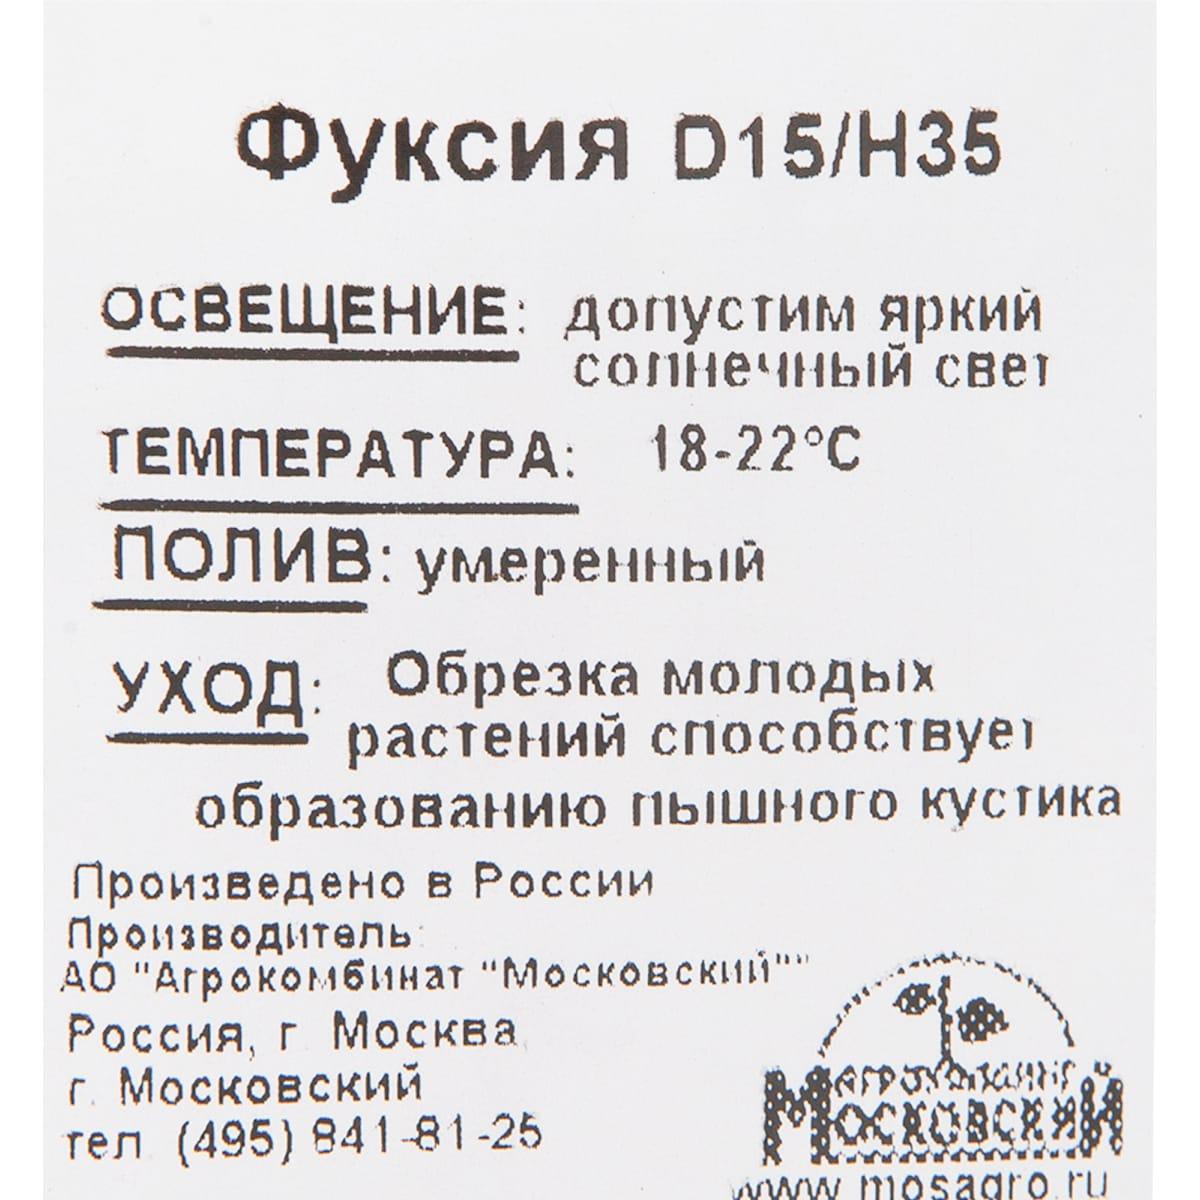 Фуксия D15/H35
ОСВЕЩЕНИЕ: допустим яркий
солнечный свет
ТЕМПЕРАТУРА: 18-22°C
ПОЛИВ: умеренный
УХОД: Обрезка молодых
растений способствует
образованию пышного кустика
Произведено в России
Производитель:
АО "Агрокомбинат "Московский""
Россия, г. Москва
г. Московский
тел. (495) 841-81-25
АГРОКОМБИНАТ
МОСКОВСКИЙ
www.mosagro.ru